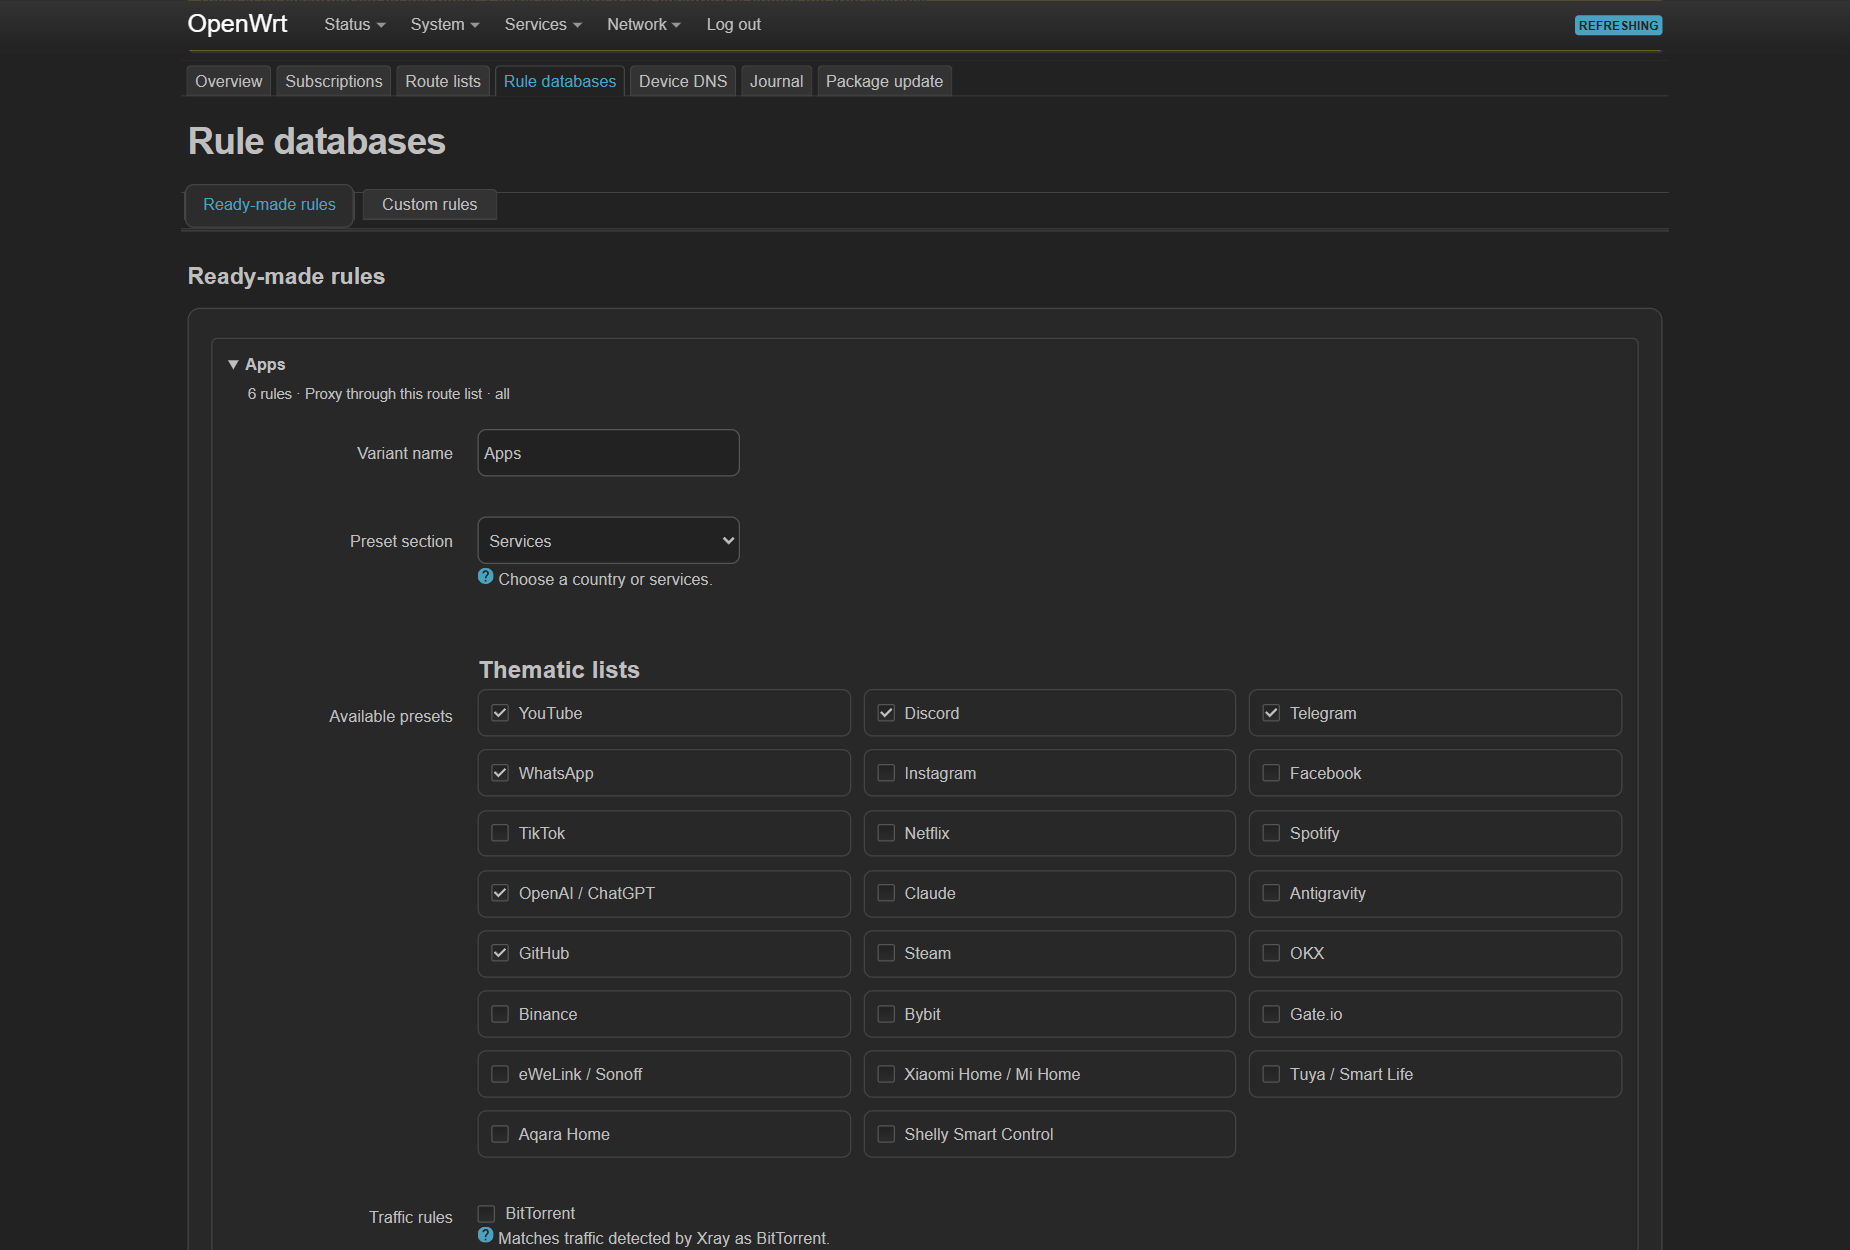 OpenWrt Status System Services Network Log out REFRESHING
Overview Subscriptions Route lists Rule databases Device DNS Journal Package update
Rule databases
Ready-made rules Custom rules
Ready-made rules
Apps
6 rules · Proxy through this route list · all
Variant name Apps
Preset section Services
? Choose a country or services.
Thematic lists
Available presets YouTube Discord Telegram
WhatsApp Instagram Facebook
TikTok Netflix Spotify
OpenAI / ChatGPT Claude Antigravity
GitHub Steam OKX
Binance Bybit Gate.io
eWeLink / Sonoff Xiaomi Home / Mi Home Tuya / Smart Life
Aqara Home Shelly Smart Control
Traffic rules BitTorrent
? Matches traffic detected by Xray as BitTorrent.